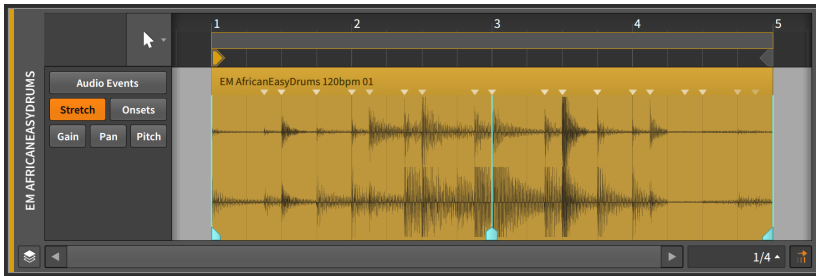 1 2 3 4 5
EM AFRICANEASYDRUMS
Audio Events
EM AfricanEasyDrums 120bpm 01
Stretch Onsets
Gain Pan Pitch
1/4